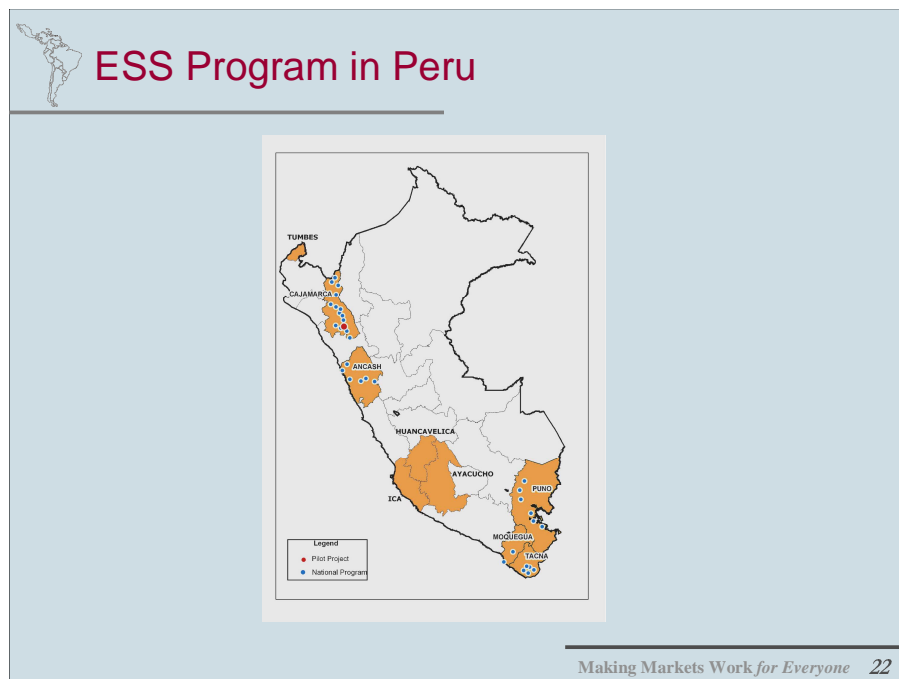 ESS Program in Peru
TUMBES
CAJAMARCA
ANCASH
HUANCAVELICA
AYACUCHO
ICA
PUNO
MOQUEGUA
TACNA
Legend
Pilot Project
National Program
Making Markets Work for Everyone 22